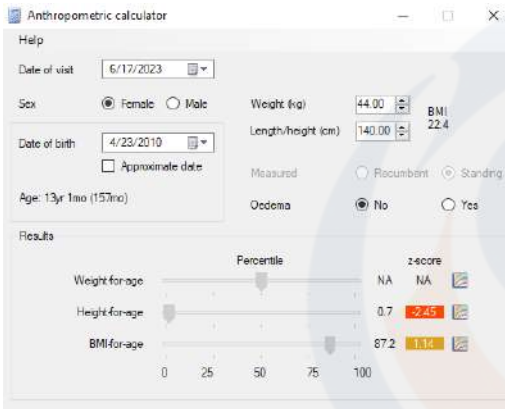 Anthropometric calculator
Help
Date of visit 6/17/2023
Sex Female Male
Weight (kg) 44.00
BMI
22.4
Length/height (cm) 140.00
Date of birth 4/23/2010
Approximate date
Measured Recumbent Standing
Age: 13yr 1mo (157mo)
Oedema No Yes
Results
Percentile z-score
Weight-for-age NA NA
Height-for-age 0.7 -2.45
BMI-for-age 87.2 1.14
0 25 50 75 100